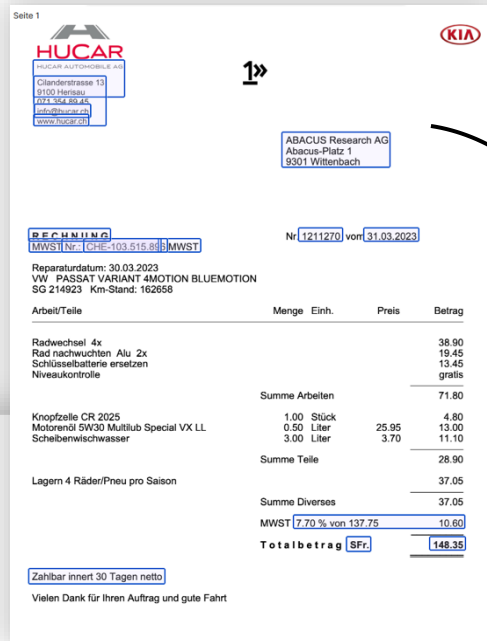 Seite 1
HUCAR
HUCAR AUTOMOBILE AG
KIA
Cilanderstrasse 13
9100 Herisau
071 354 89 45
info@hucar.ch
www.hucar.ch
1»
ABACUS Research AG
Abacus-Platz 1
9301 Wittenbach
RECHNUNG Nr. 1211270 vom 31.03.2023
MWST Nr.: CHE-103.515.896 MWST
Reparaturdatum: 30.03.2023
VW PASSAT VARIANT 4MOTION BLUEMOTION
SG 214923 Km-Stand: 162658
Arbeit/Teile Menge Einh. Preis Betrag
Radwechsel 4x 38.90
Rad nachwuchten Alu 2x 19.45
Schlüsselbatterie ersetzen 13.45
Niveaukontrolle gratis
Summe Arbeiten 71.80
Knopfzelle CR 2025 1.00 Stück 4.80
Motorenöl 5W30 Multilub Special VX LL 0.50 Liter 25.95 13.00
Scheibenwischwasser 3.00 Liter 3.70 11.10
Summe Teile 28.90
Lagern 4 Räder/Pneu pro Saison 37.05
Summe Diverses 37.05
MWST 7.70 % von 137.75 10.60
Totalbetrag SFr. 148.35
Zahlbar innert 30 Tagen netto
Vielen Dank für Ihren Auftrag und gute Fahrt